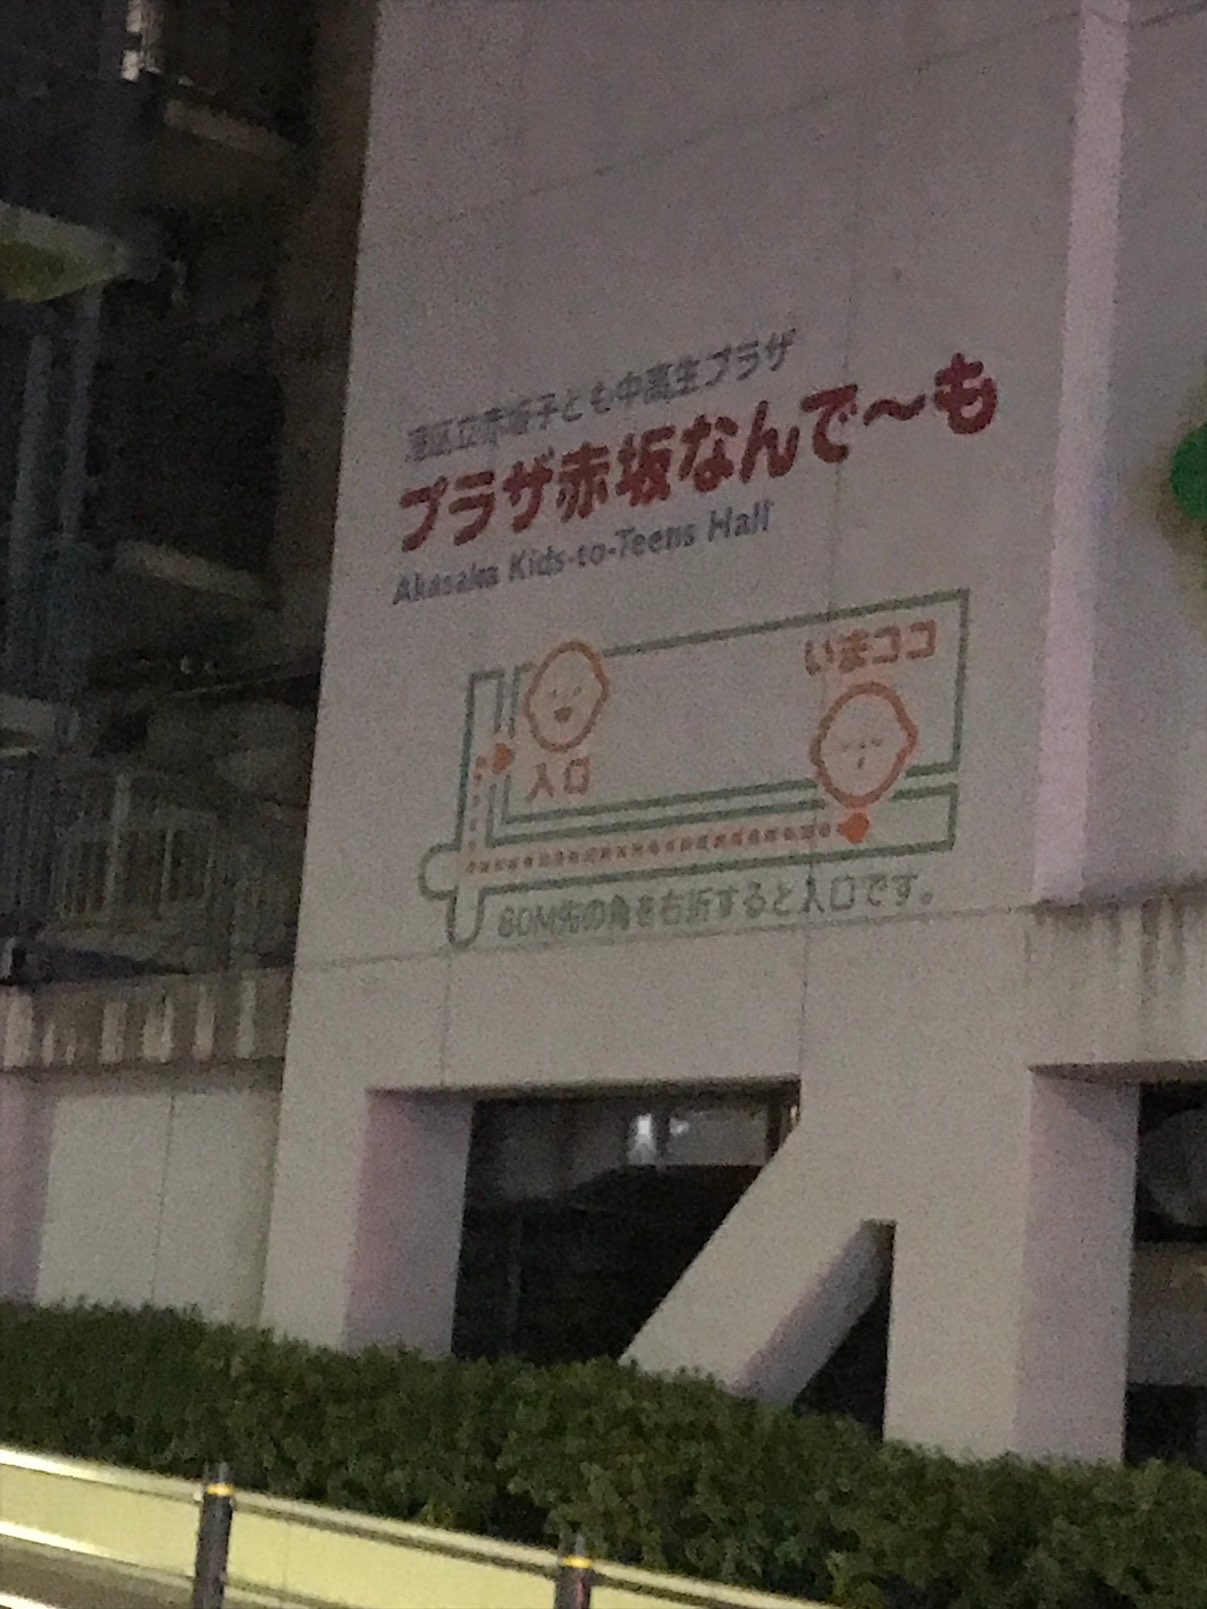 港区立赤坂子ども中高生プラザ
プラザ赤坂なんで〜も
Akasaka Kids-to-Teens Hall
いまココ
入口
80M先の角を右折すると入口です。